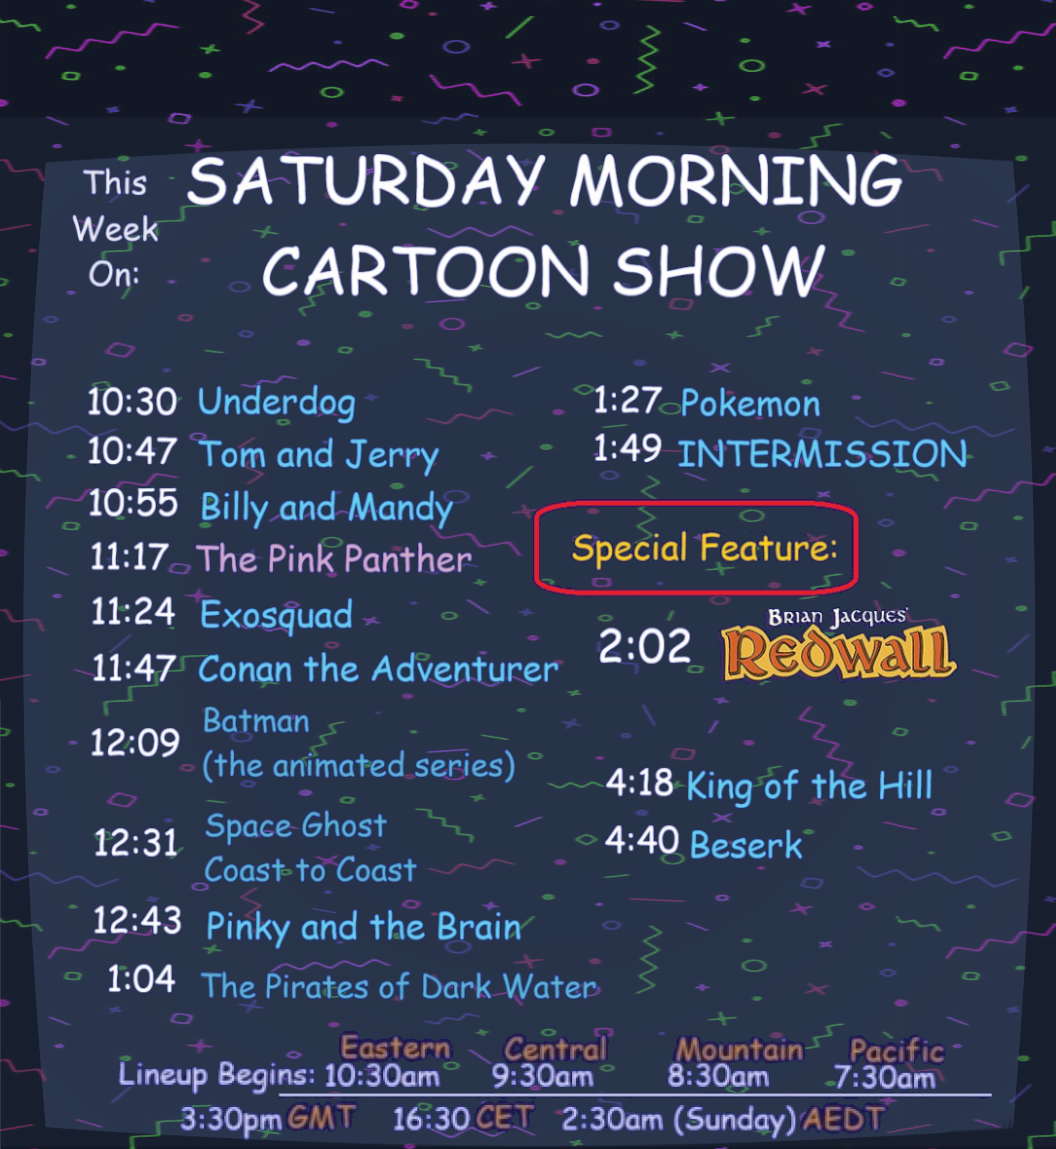 This
Week
On:
SATURDAY MORNING
CARTOON SHOW
10:30 Underdog
10:47 Tom and Jerry
10:55 Billy and Mandy
11:17 The Pink Panther
11:24 Exosquad
11:47 Conan the Adventurer
12:09 Batman
(the animated series)
12:31 Space Ghost
Coast to Coast
12:43 Pinky and the Brain
1:04 The Pirates of Dark Water
1:27 Pokemon
1:49 INTERMISSION
Special Feature:
BRIAN JACQUES'
2:02 REDWALL
4:18 King of the Hill
4:40 Beserk
Eastern Central Mountain Pacific
Lineup Begins: 10:30am 9:30am 8:30am 7:30am
3:30pm GMT 16:30 CET 2:30am (Sunday) AEDT